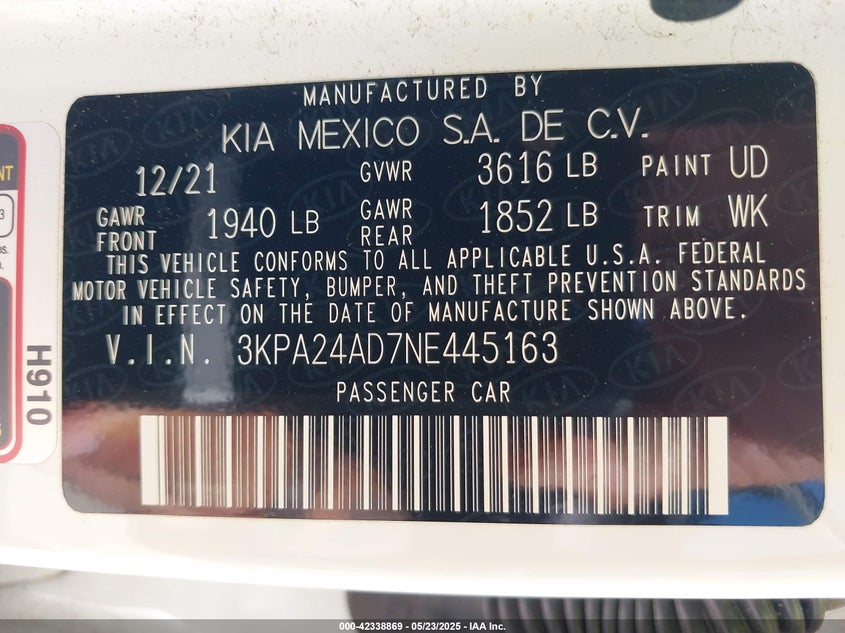 MANUFACTURED BY
KIA MEXICO S.A. DE C.V.
12/21 GVWR 3616 LB PAINT UD
GAWR FRONT 1940 LB GAWR REAR 1852 LB TRIM WK
THIS VEHICLE CONFORMS TO ALL APPLICABLE U.S.A. FEDERAL
MOTOR VEHICLE SAFETY, BUMPER, AND THEFT PREVENTION STANDARDS
IN EFFECT ON THE DATE OF MANUFACTURE SHOWN ABOVE.
V.I.N. 3KPA24AD7NE445163
PASSENGER CAR
H910
000-42338869 - 05/23/2025 - IAA Inc.